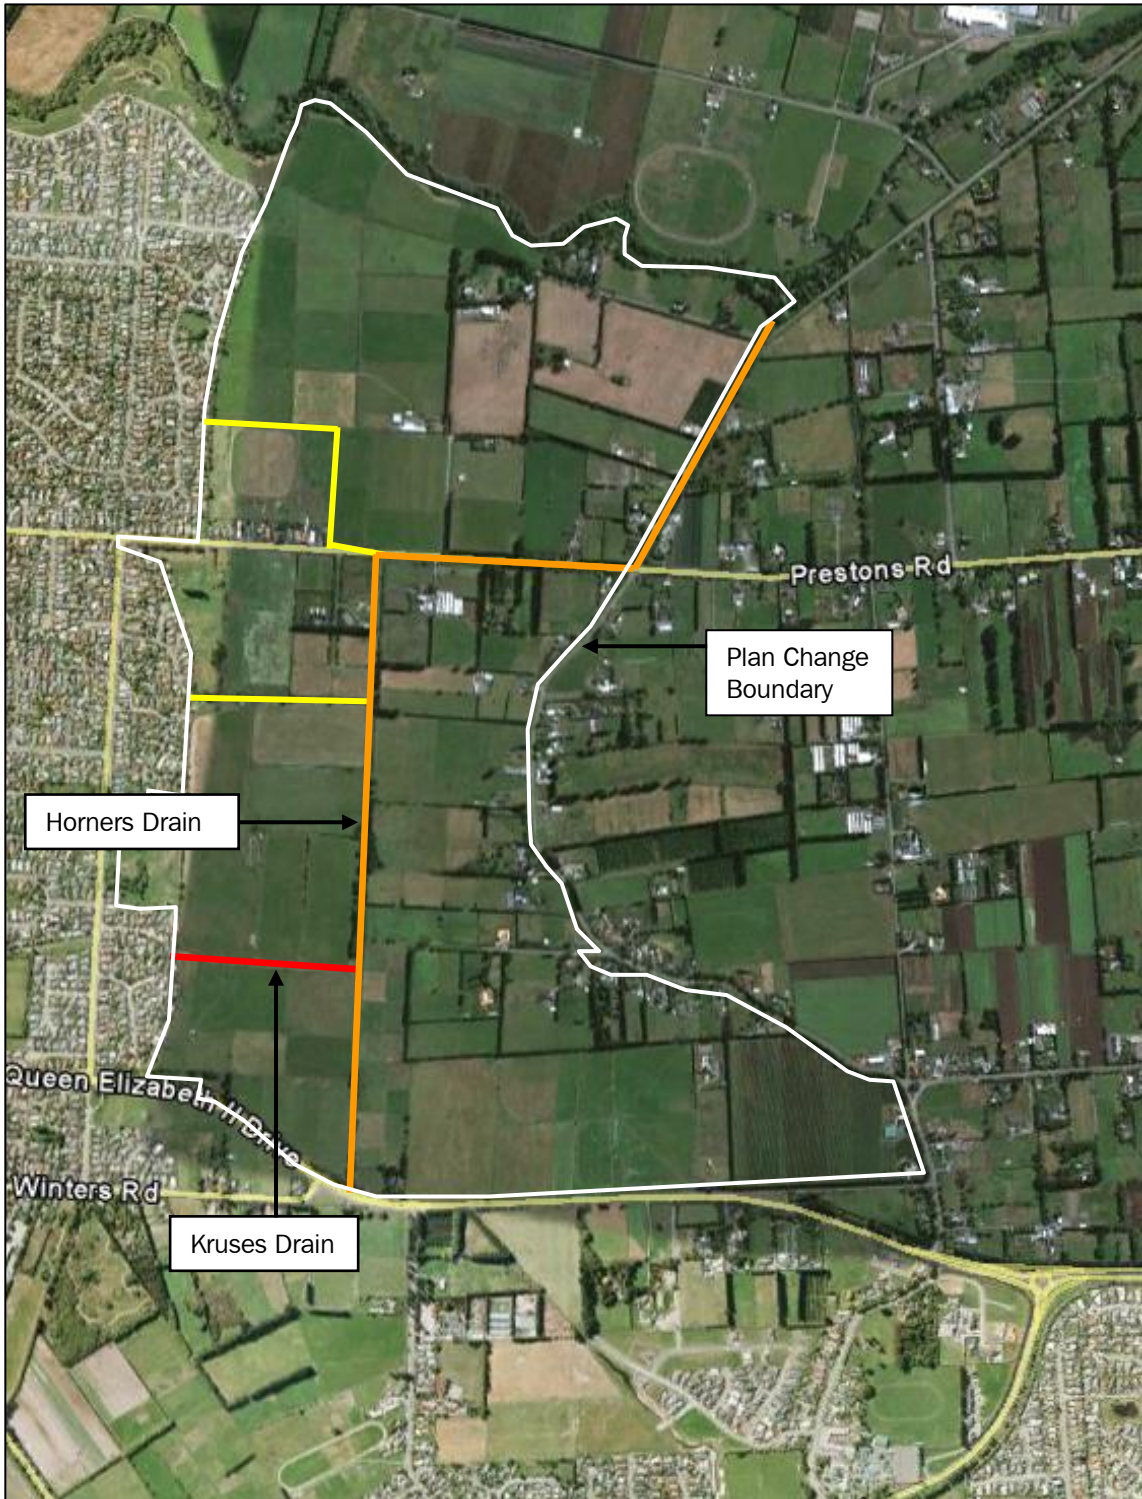 Prestons Rd
Plan Change
Boundary
Horners Drain
Queen Elizabeth II Drive
Winters Rd
Kruses Drain